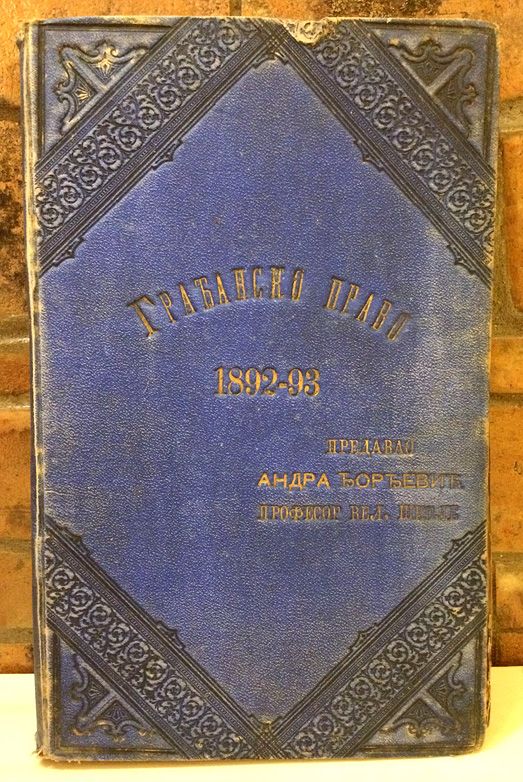 ГРАЂАНСКО ПРАВО
1892-93
ПРЕДАВАО
АНДРА ЂОРЂЕВИЋ
ПРОФЕСОР ВЕЛ. ШКОЛЕ